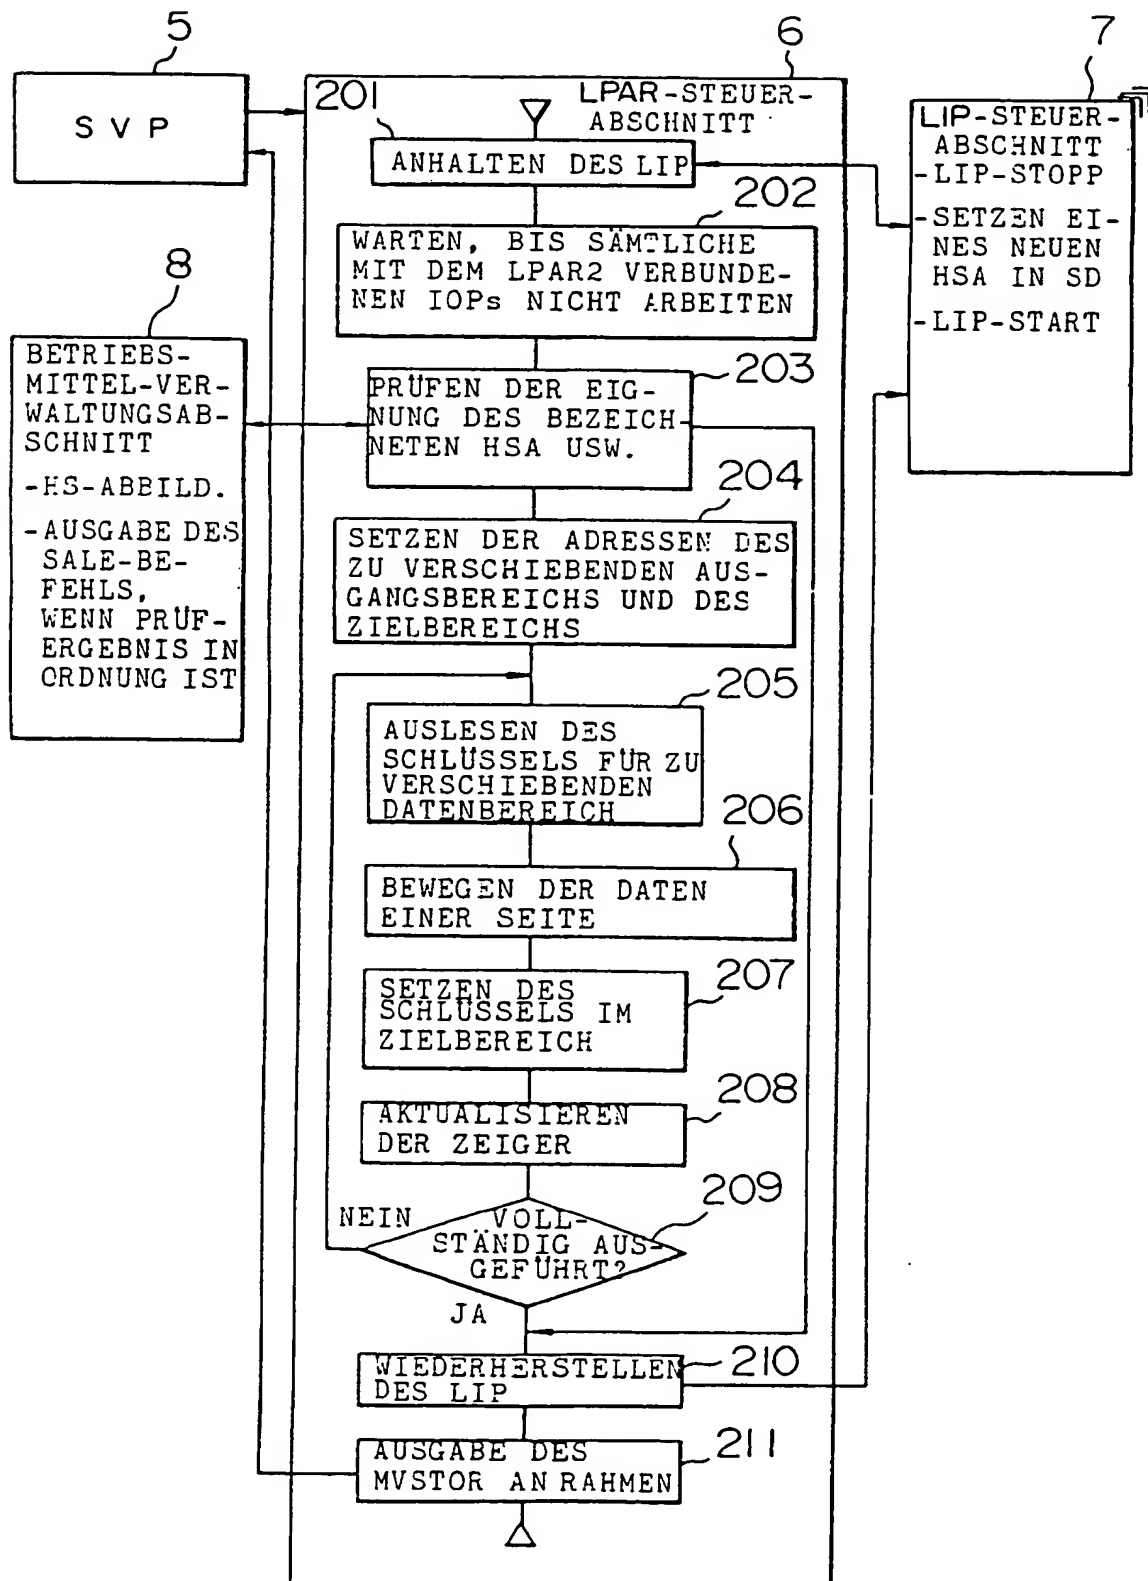 5
SVP
6
LPAR-STEUER-
ABSCHNITT
7
LIP-STEUER-
ABSCHNITT
-LIP-STOPP
-SETZEN EI-
NES NEUEN
HSA IN SD
-LIP-START
8
BETRIEBS-
MITTEL-VER-
WALTUNGSAB-
SCHNITT
-HS-ABBILD.
-AUSGABE DES
SALE-BE-
FEHLS,
WENN PRÜF-
ERGEBNIS IN
ORDNUNG IST
201
ANHALTEN DES LIP
202
WARTEN, BIS SÄMTLICHE
MIT DEM LPAR2 VERBUNDE-
NEN IOPs NICHT ARBEITEN
203
PRÜFEN DER EIG-
NUNG DES BEZEICH-
NETEN HSA USW.
204
SETZEN DER ADRESSEN DES
ZU VERSCHIEBENDEN AUS-
GANGSBEREICHS UND DES
ZIELBEREICHS
205
AUSLESEN DES
SCHLÜSSELS FÜR ZU
VERSCHIEBENDEN
DATENBEREICH
206
BEWEGEN DER DATEN
EINER SEITE
207
SETZEN DES
SCHLÜSSELS IM
ZIELBEREICH
208
AKTUALISIEREN
DER ZEIGER
209
NEIN
VOLL-
STÄNDIG AUS-
GEFÜHRT?
JA
210
WIEDERHERSTELLEN
DES LIP
211
AUSGABE DES
MVSTOR AN RAHMEN